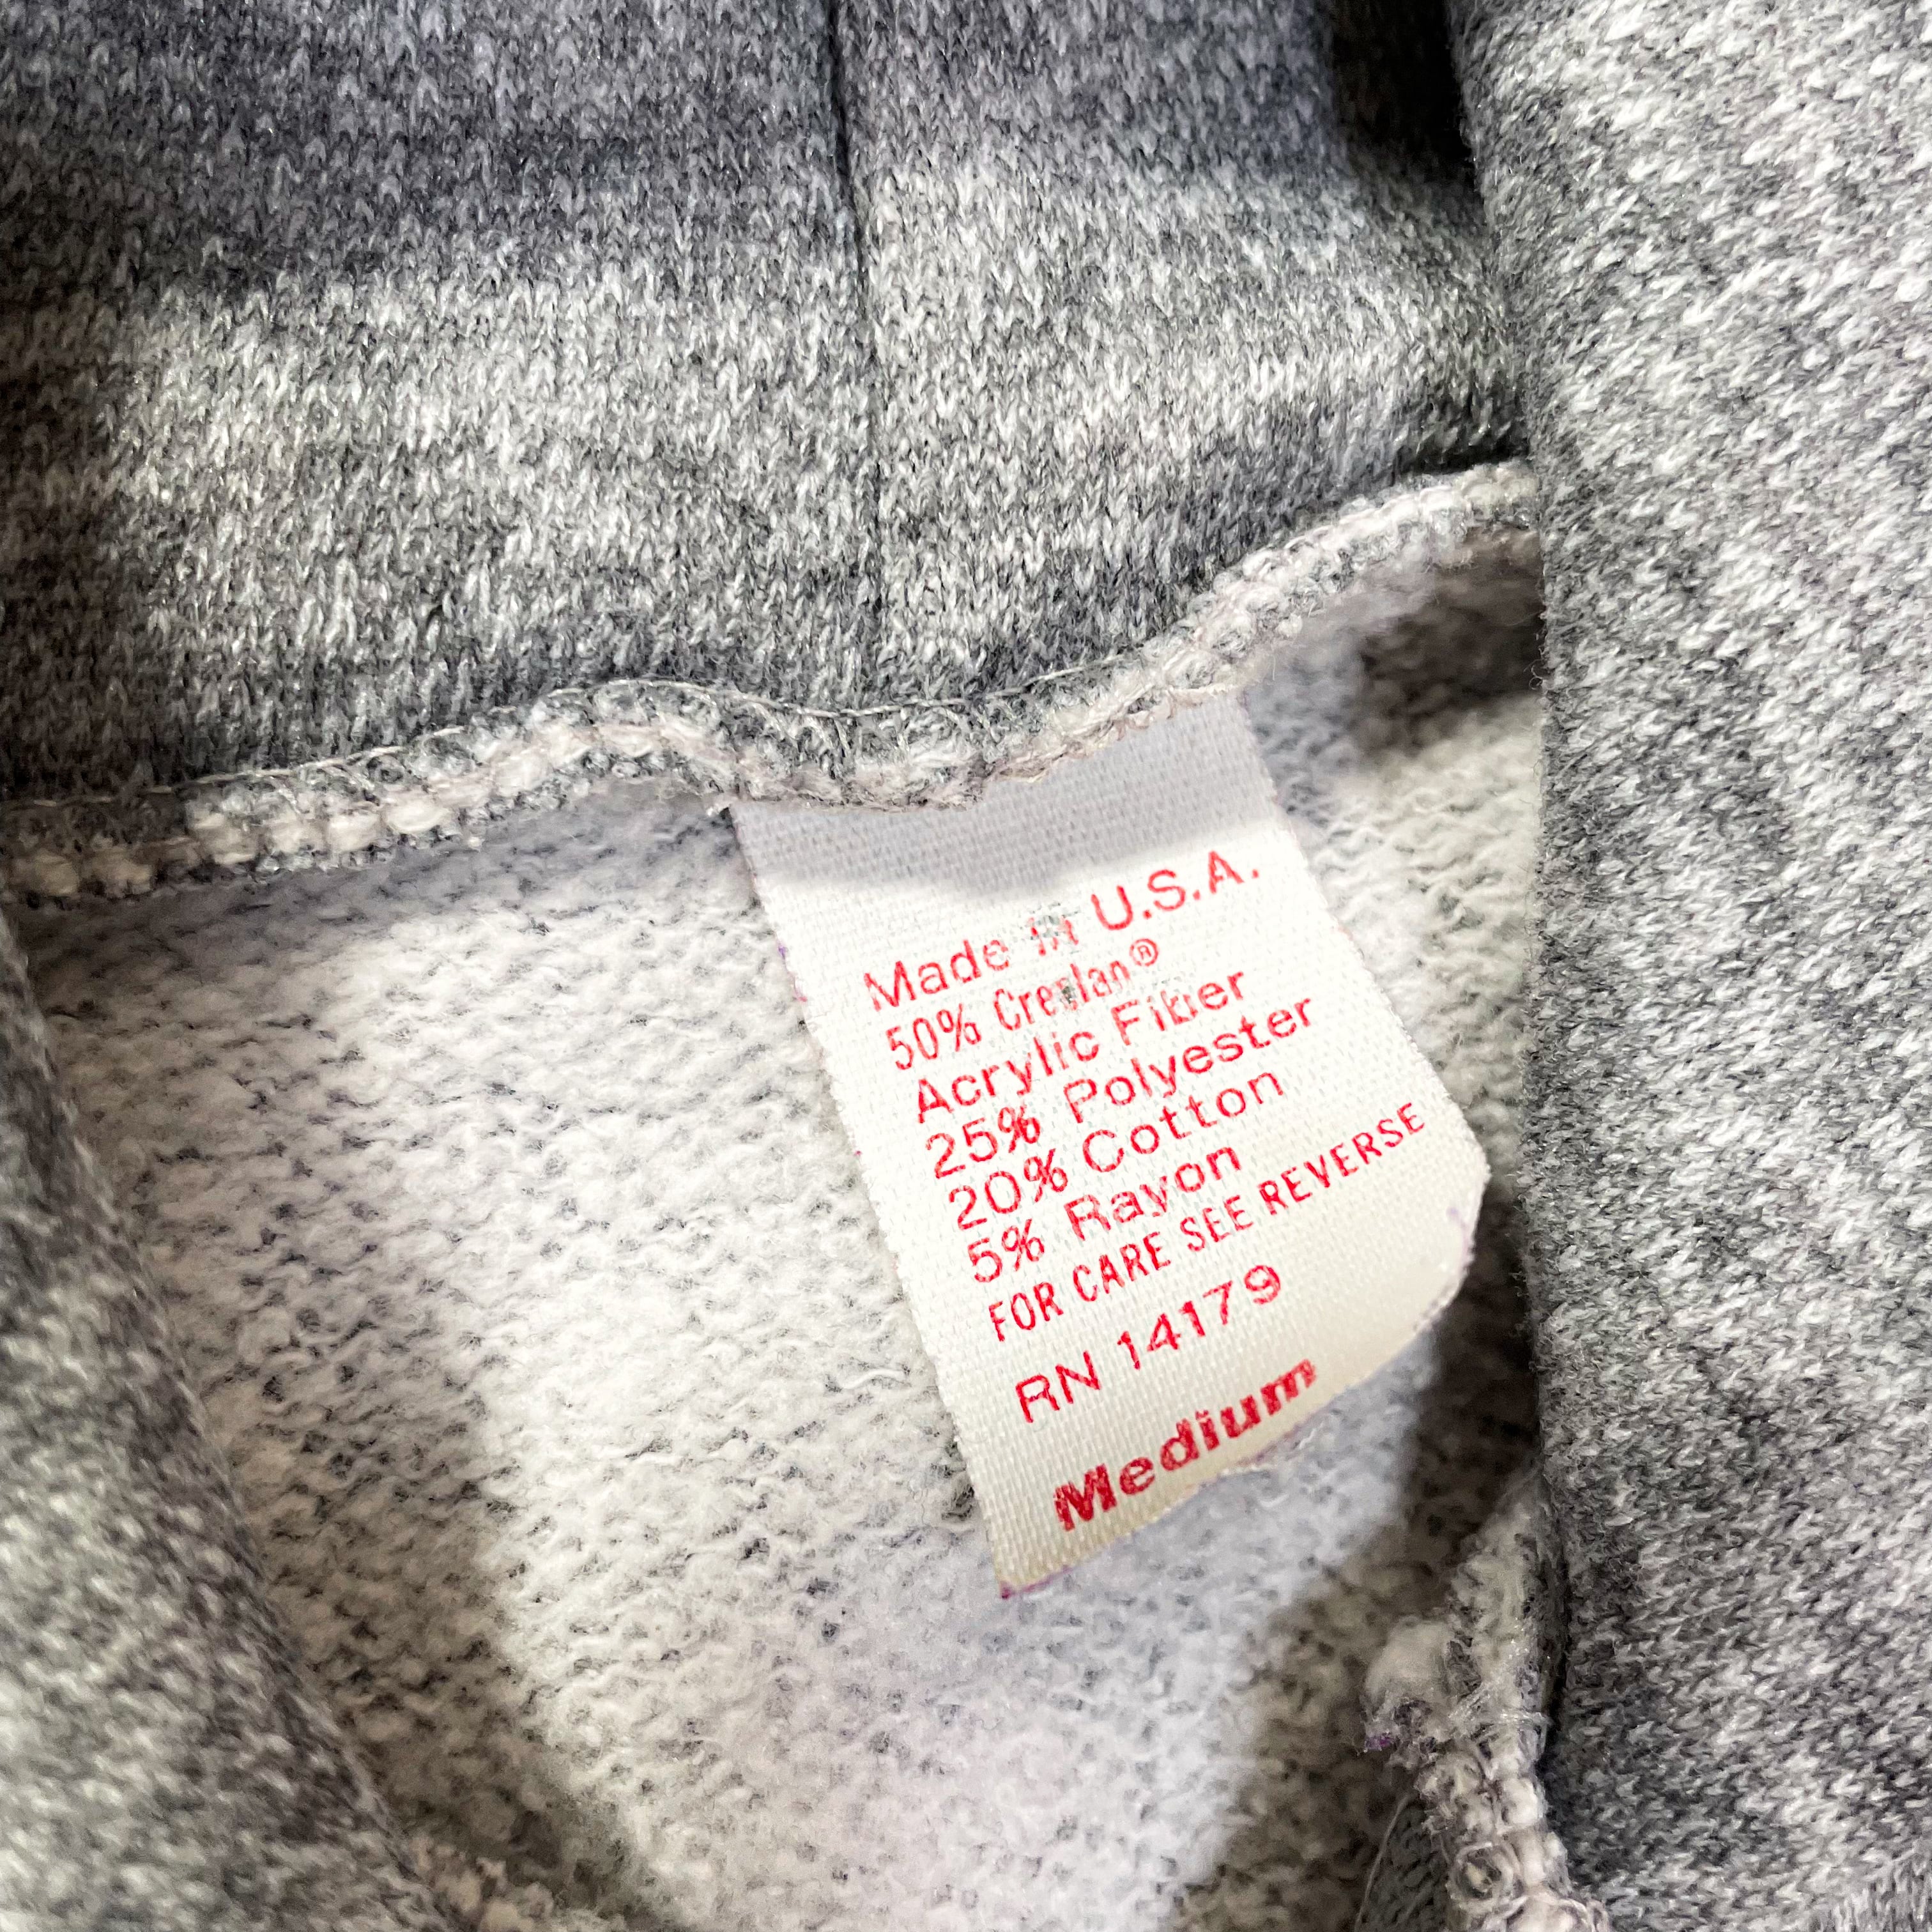 Made in U.S.A.
50% Creslan®
Acrylic Fiber
25% Polyester
20% Cotton
5% Rayon
FOR CARE SEE REVERSE
RN 14179
Medium